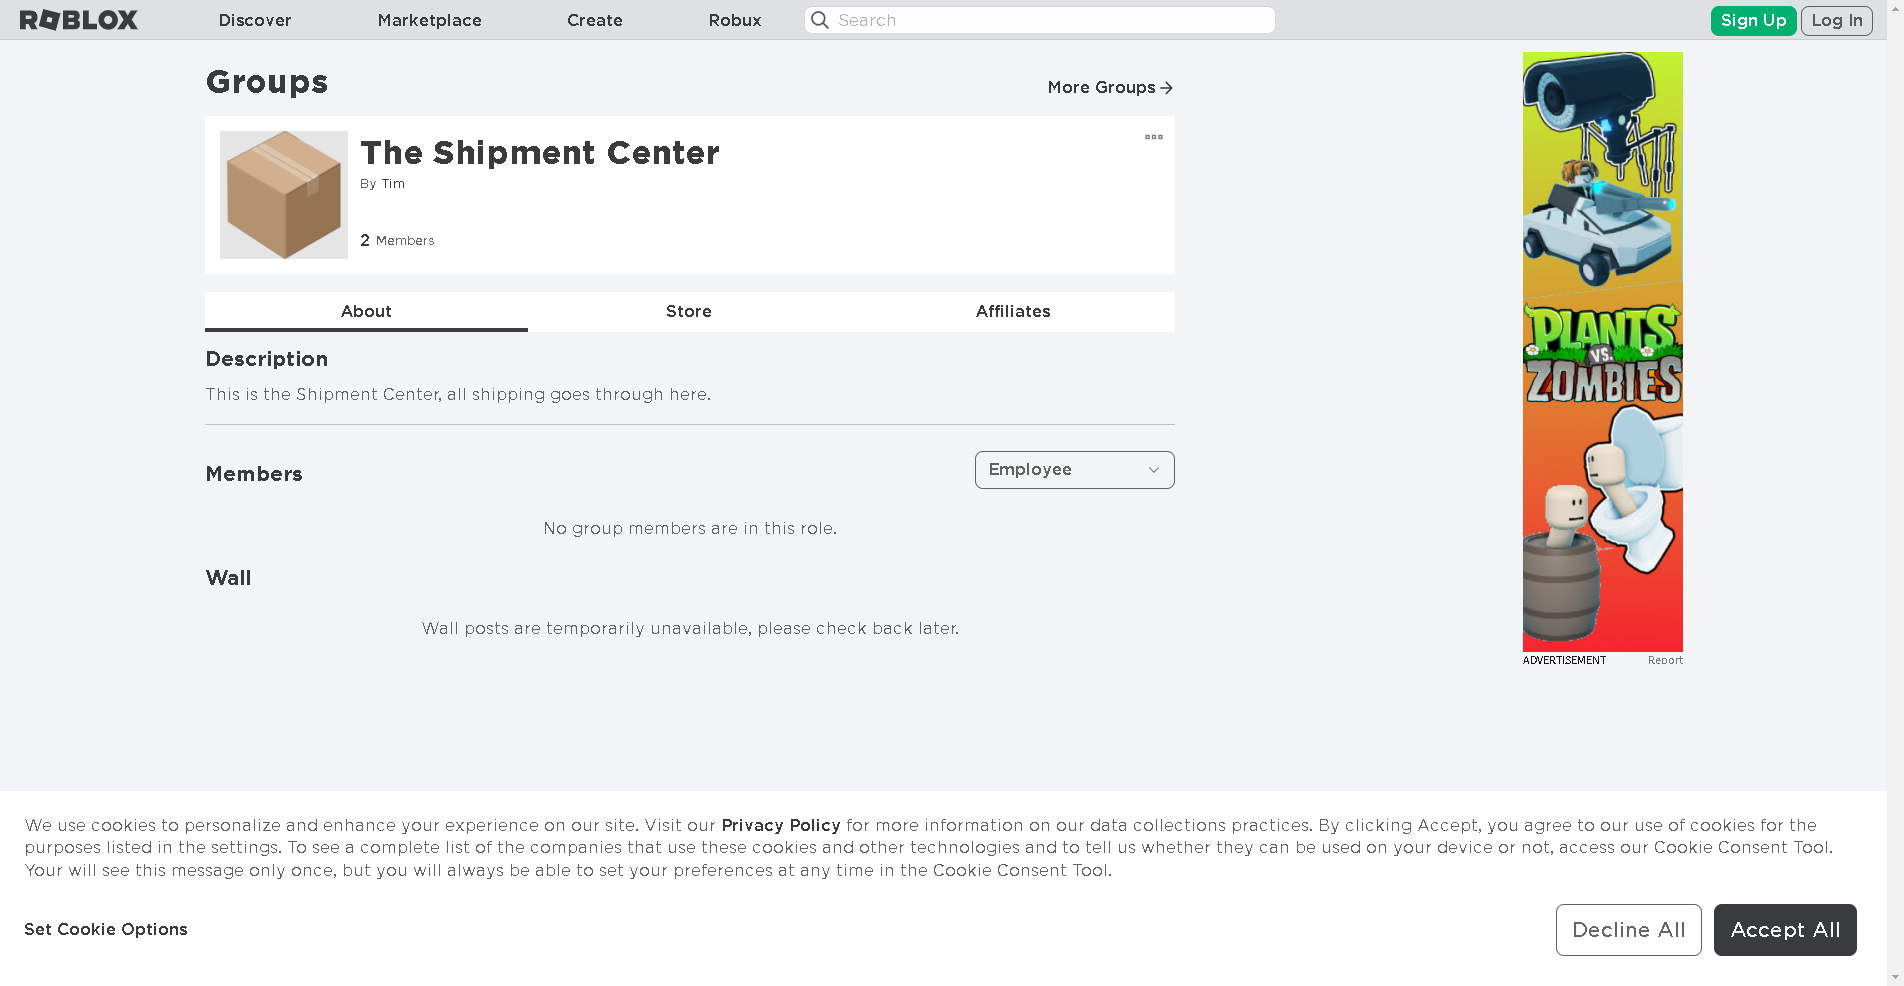 ROBLOX
Discover
Marketplace
Create
Robux
Search
Sign Up
Log In
Groups
More Groups
The Shipment Center
By Tim
2 Members
About
Store
Affiliates
Description
This is the Shipment Center, all shipping goes through here.
Members
Employee
No group members are in this role.
Wall
Wall posts are temporarily unavailable, please check back later.
PLANTS
VS.
ZOMBIES
ADVERTISEMENT
Report
We use cookies to personalize and enhance your experience on our site. Visit our Privacy Policy for more information on our data collections practices. By clicking Accept, you agree to our use of cookies for the
purposes listed in the settings. To see a complete list of the companies that use these cookies and other technologies and to tell us whether they can be used on your device or not, access our Cookie Consent Tool.
Your will see this message only once, but you will always be able to set your preferences at any time in the Cookie Consent Tool.
Set Cookie Options
Decline All
Accept All